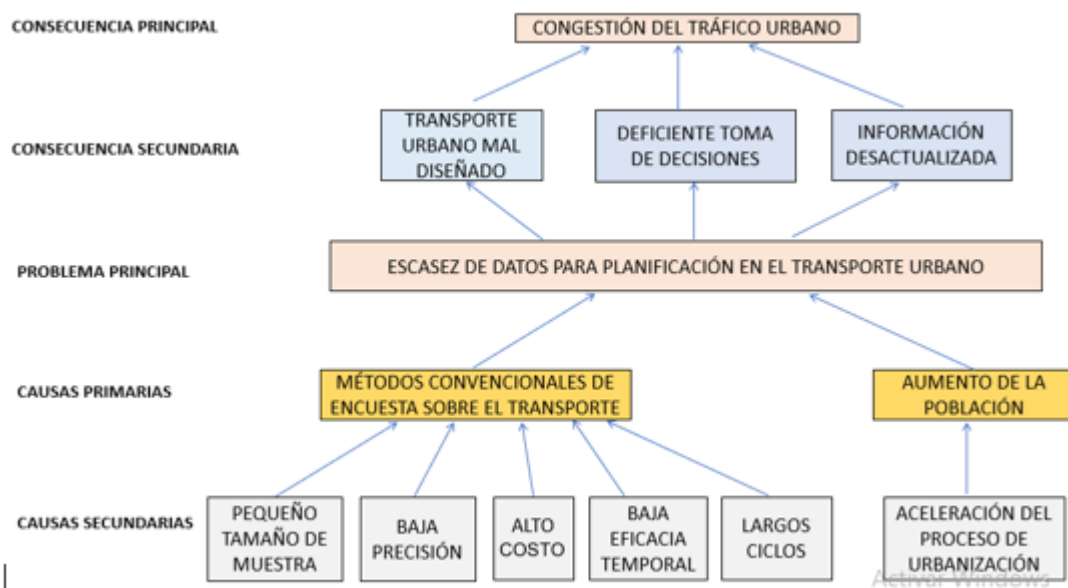 CONSECUENCIA PRINCIPAL
CONGESTIÓN DEL TRÁFICO URBANO
CONSECUENCIA SECUNDARIA
TRANSPORTE
URBANO MAL
DISEÑADO
DEFICIENTE TOMA
DE DECISIONES
INFORMACIÓN
DESACTUALIZADA
PROBLEMA PRINCIPAL
ESCASEZ DE DATOS PARA PLANIFICACIÓN EN EL TRANSPORTE URBANO
CAUSAS PRIMARIAS
MÉTODOS CONVENCIONALES DE
ENCUESTA SOBRE EL TRANSPORTE
AUMENTO DE LA
POBLACIÓN
CAUSAS SECUNDARIAS
PEQUEÑO
TAMAÑO DE
MUESTRA
BAJA
PRECISIÓN
ALTO
COSTO
BAJA
EFICACIA
TEMPORAL
LARGOS
CICLOS
ACELERACIÓN DEL
PROCESO DE
URBANIZACIÓN
Activar Windows